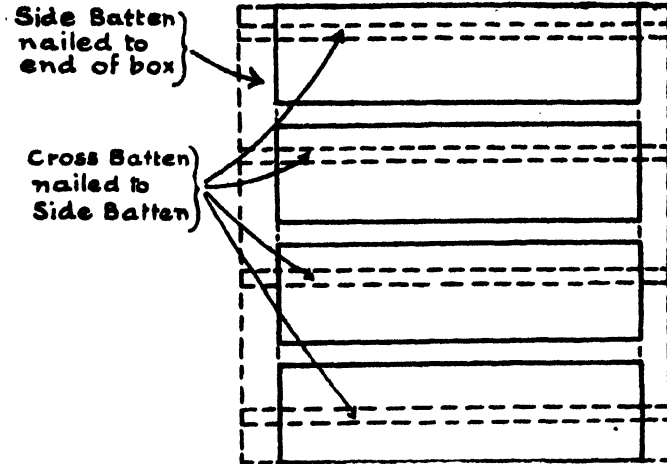 Side Batten
nailed to
end of box
Cross Batten
nailed to
Side Batten